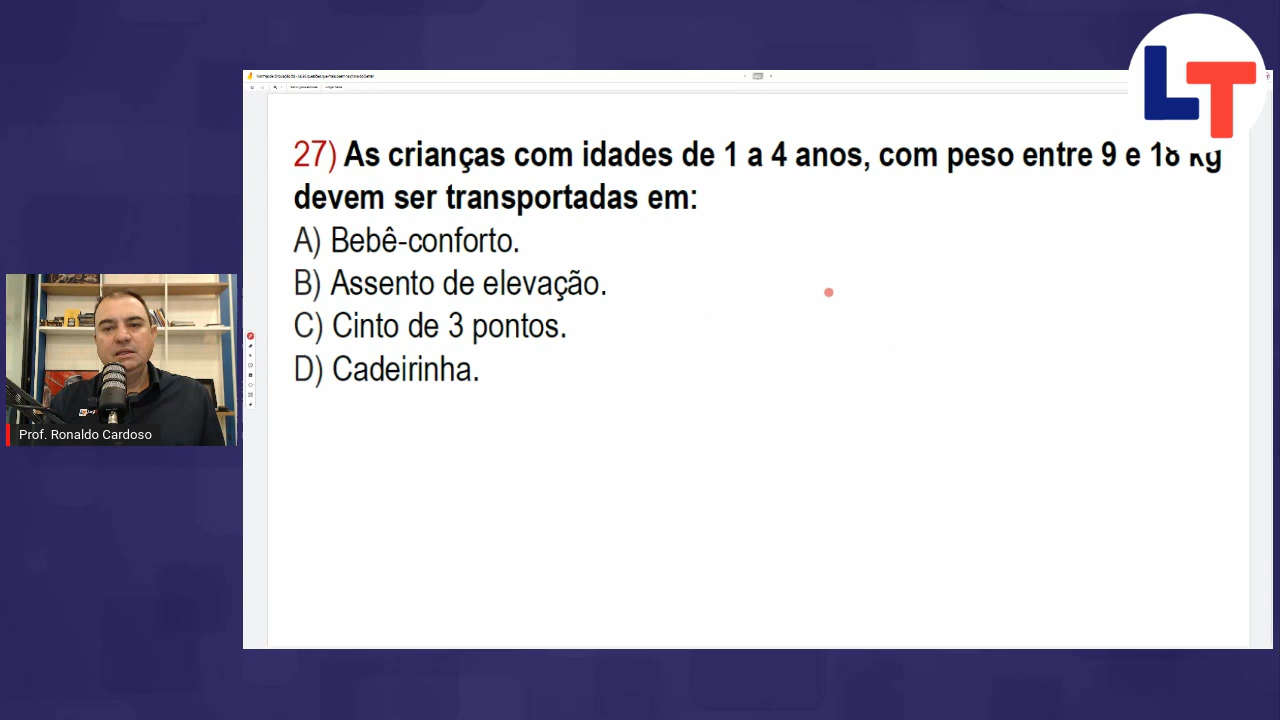 LT
27) As crianças com idades de 1 a 4 anos, com peso entre 9 e 18 kg
devem ser transportadas em:
A) Bebê-conforto.
B) Assento de elevação.
C) Cinto de 3 pontos.
D) Cadeirinha.
Prof. Ronaldo Cardoso